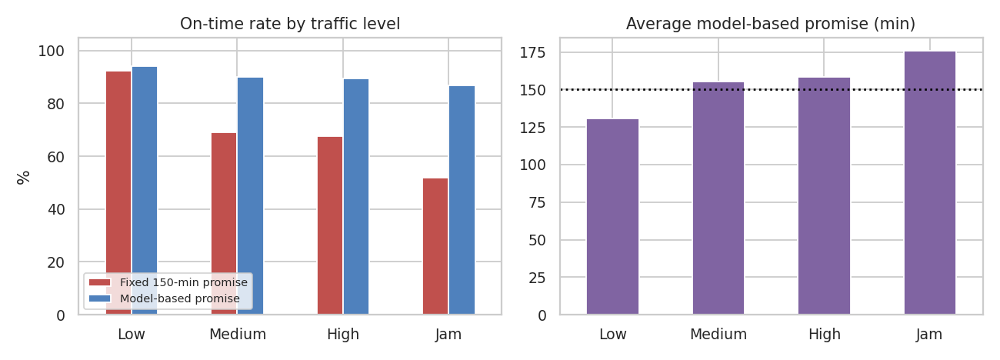 On-time rate by traffic level
%
100
80
60
40
20
0
Fixed 150-min promise
Model-based promise
Low Medium High Jam
Average model-based promise (min)
175
150
125
100
75
50
25
0
Low Medium High Jam